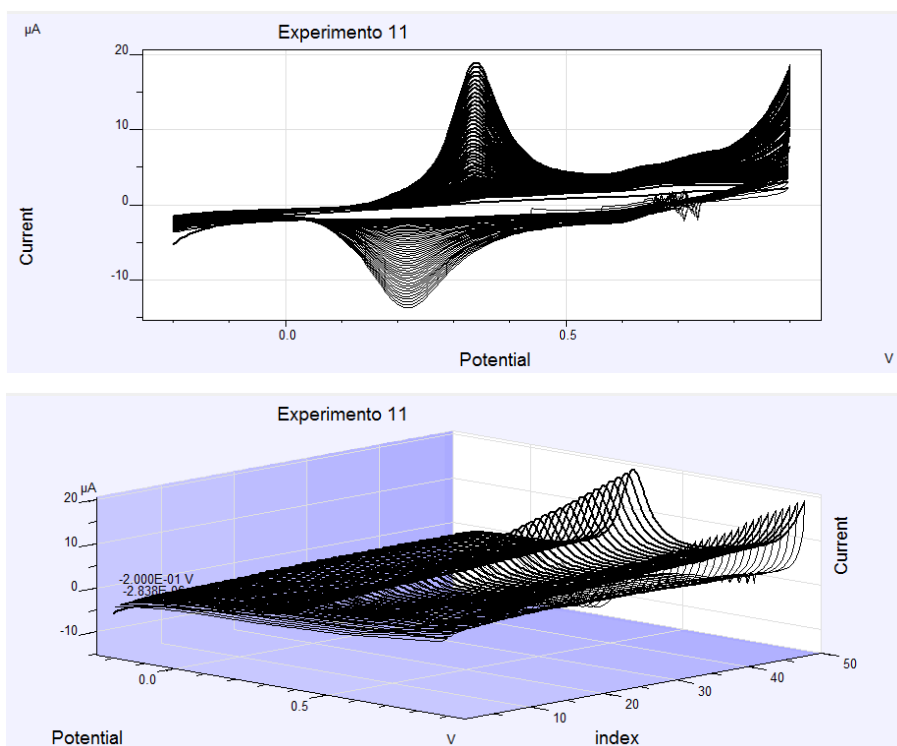 µA
Experimento 11
20
10
0
-10
Current
0.0
0.5
Potential
V
Experimento 11
µA
20
10
0
-10
-2.000E-01 V
Current
0.0
0.5
10
20
30
40
50
Potential
V
index